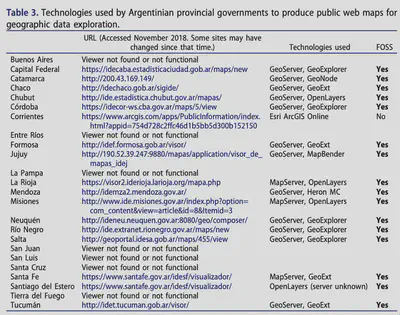 Table 3. Technologies used by Argentinian provincial governments to produce public web maps for
geographic data exploration.
URL (Accessed November 2018. Some sites may
have changed since that time.) Technologies used FOSS
Buenos Aires Viewer not found or not functional
Capital Federal https://idecaba.estadisticaciudad.gob.ar/maps/new GeoServer, GeoExplorer Yes
Catamarca http://200.43.169.149/ GeoServer, GeoNode Yes
Chaco http://idechaco.gob.ar/sigide/ GeoServer, GeoExt Yes
Chubut http://ide.estadistica.chubut.gov.ar/mapas/ GeoServer, OpenLayers Yes
Córdoba https://idecor-ws.cba.gov.ar/maps/5/view GeoServer, GeoExplorer Yes
Corrientes https://www.arcgis.com/apps/PublicInformation/index. Esri ArcGIS Online No
html?appid=754d728c2ffc46d1b5bb5d300b152150
Entre Ríos Viewer not found or not functional
Formosa http://idef.formosa.gob.ar/visor/ GeoServer, GeoExt Yes
Jujuy http://190.52.39.247:9880/mapas/application/visor_de_ GeoServer, MapBender Yes
mapas_idej
La Pampa Viewer not found or not functional
La Rioja https://visor2.iderioja.larioja.org/mapa.php MapServer, OpenLayers Yes
Mendoza http://idemza2.mendoza.gov.ar/ GeoServer, Heron MC Yes
Misiones http://www.ide.misiones.gov.ar/index.php?option= MapServer, OpenLayers Yes
com_content&view=article&id=8&Itemid=3
Neuquén http://ideneu.neuquen.gov.ar:8080/geo/composer/ GeoServer, GeoExplorer Yes
Río Negro http://ide.extranet.rionegro.gov.ar/maps/new GeoServer, GeoExplorer Yes
Salta http://geoportal.idesa.gob.ar/maps/455/view GeoServer, GeoExplorer Yes
San Juan Viewer not found or not functional
San Luis Viewer not found or not functional
Santa Cruz Viewer not found or not functional
Santa Fe https://www.santafe.gov.ar/idesf/visualizador/ MapServer, GeoExt Yes
Santiago del Estero https://www.santafe.gov.ar/idesf/visualizador/ OpenLayers (server unknown) Yes
Tierra del Fuego Viewer not found or not functional
Tucumán http://idet.tucuman.gob.ar/visor/ GeoServer, GeoExt Yes